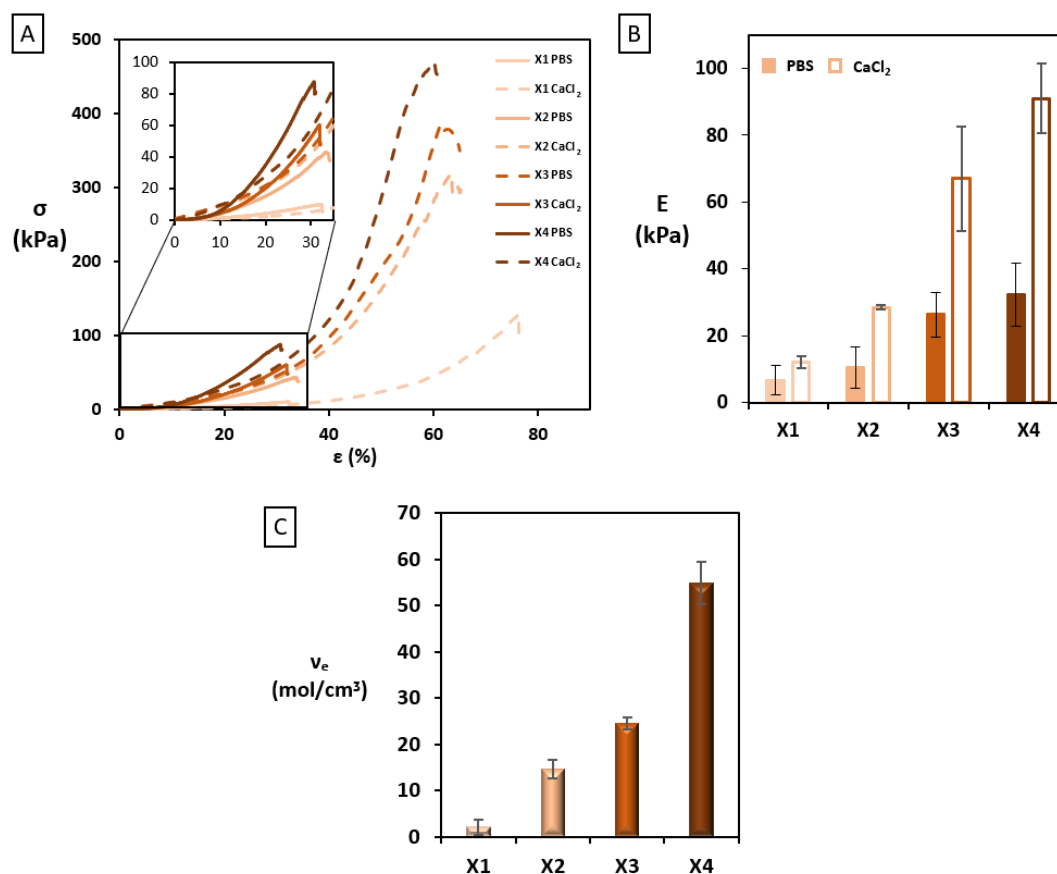 A
500
400
300
200
100
0
0
20
40
60
80
σ
(kPa)
ε (%)
100
80
60
40
20
0
0
10
20
30
X1 PBS
X1 CaCl₂
X2 PBS
X2 CaCl₂
X3 PBS
X3 CaCl₂
X4 PBS
X4 CaCl₂
B
PBS
CaCl₂
100
80
60
40
20
0
E
(kPa)
X1
X2
X3
X4
C
70
60
50
40
30
20
10
0
νₑ
(mol/cm³)
X1
X2
X3
X4